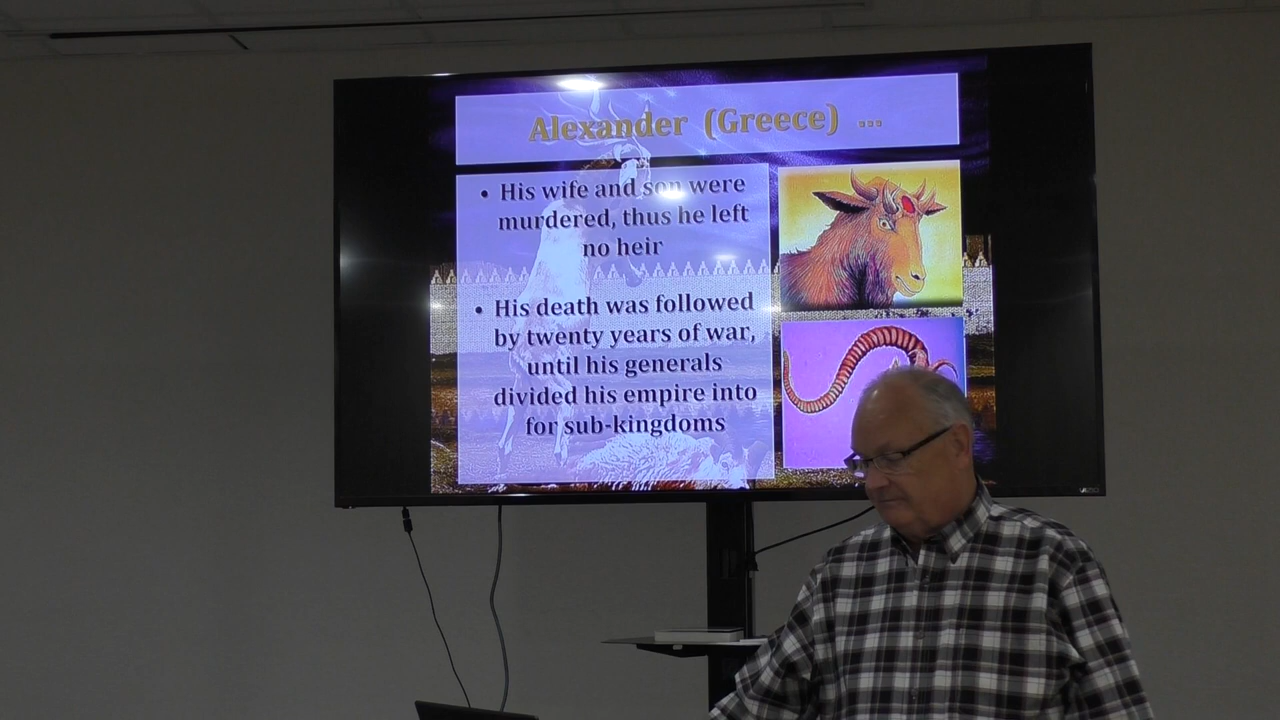 Alexander (Greece) ...
• His wife and son were
murdered, thus he left
no heir
• His death was followed
by twenty years of war,
until his generals
divided his empire into
for sub-kingdoms
VIZIO